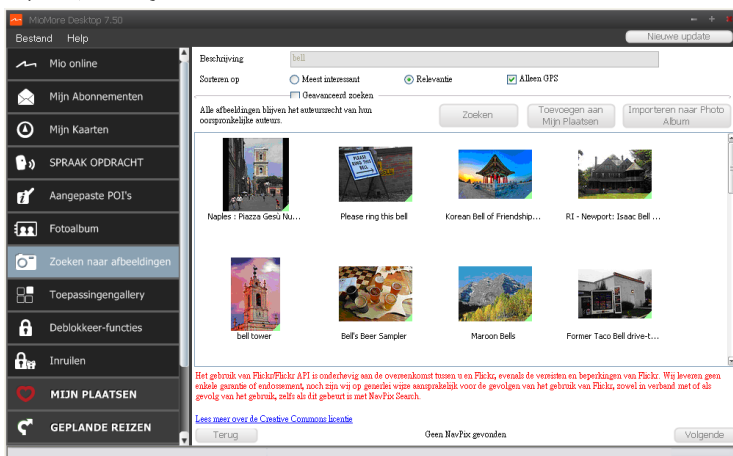 MioMore Desktop 7.50
Bestand Help
Nieuwe update
Mio online
Mijn Abonnementen
Mijn Kaarten
SPRAAK OPDRACHT
Aangepaste POI's
Fotoalbum
Zoeken naar afbeeldingen
Toepassingengallery
Deblokkeer-functies
Inruilen
MIJN PLAATSEN
GEPLANDE REIZEN
Beschrijving bell
Sorteren op Meest interessant Relevantie Alleen GPS
Geavanceerd zoeken
Alle afbeeldingen blijven het auteursrecht van hun
oorspronkelijke auteurs.
Zoeken
Toevoegen aan
Mijn Plaatsen
Importeren naar Photo
Album
PLEASE
RING THIS
BELL
Naples : Piazza Gesù Nu...
Please ring this bell
Korean Bell of Friendship...
RI - Newport: Isaac Bell ...
bell tower
Bell's Beer Sampler
Maroon Bells
Former Taco Bell drive-t...
Het gebruik van Flickr/Flickr API is onderhevig aan de overeenkomst tussen u en Flickr, evenals de vereisten en beperkingen van Flickr. Wij leveren geen
enkele garantie of endossement, noch zijn wij op generlei wijze aansprakelijk voor de gevolgen van het gebruik van Flickr, zowel in verband met of als
gevolg van het gebruik, zelfs als dit gebeurt is met NavPix Search.
Lees meer over de Creative Commons licentie
Terug
Geen NavPix gevonden
Volgende